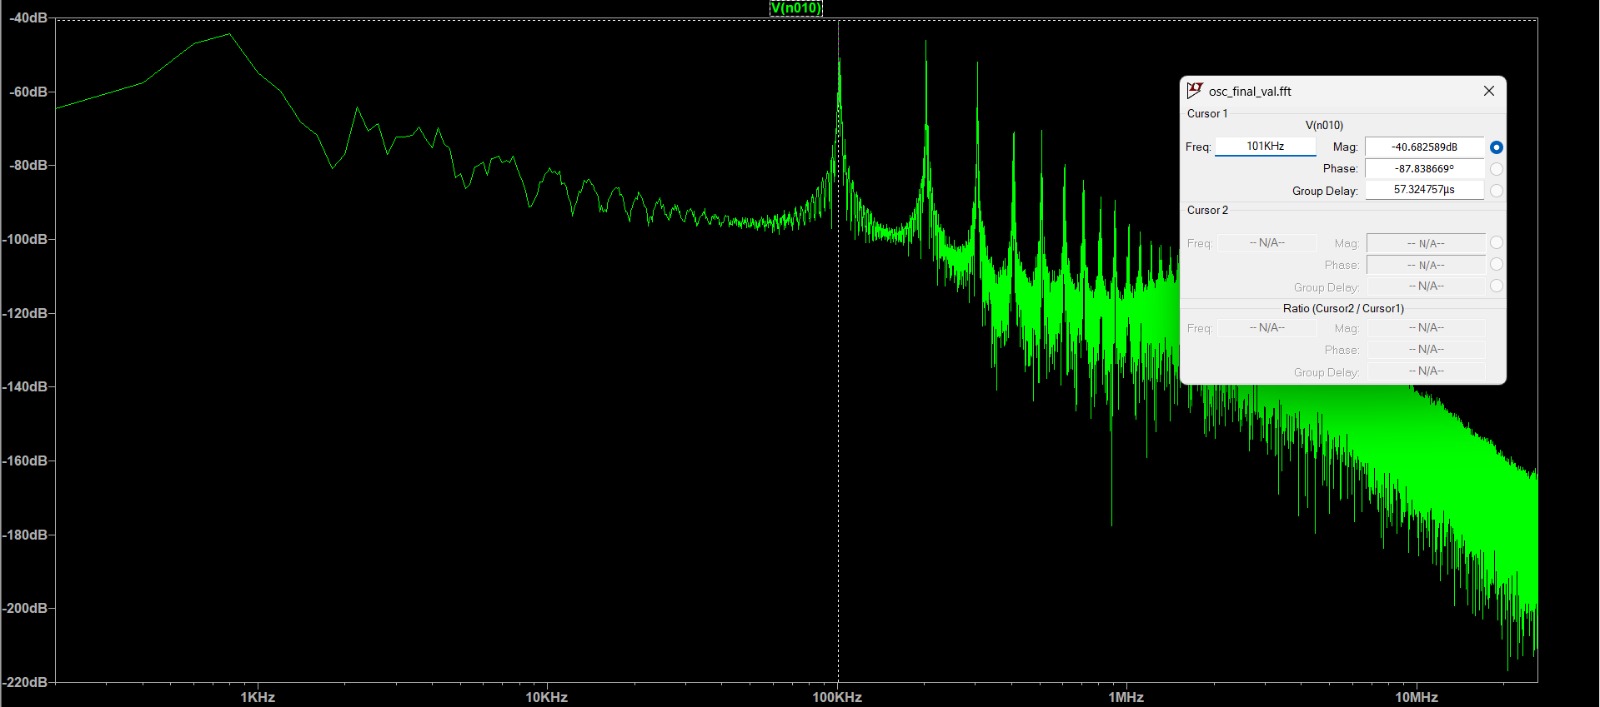 V(n010)
-40dB
-60dB
-80dB
-100dB
-120dB
-140dB
-160dB
-180dB
-200dB
-220dB
1KHz
10KHz
100KHz
1MHz
10MHz
osc_final_val.fft
Cursor 1
V(n010)
Freq: 101KHz Mag: -40.682589dB
Phase: -87.838669°
Group Delay: 57.324757µs
Cursor 2
Freq: -- N/A-- Mag: -- N/A--
Phase: -- N/A--
Group Delay: -- N/A--
Ratio (Cursor2 / Cursor1)
Freq: -- N/A-- Mag: -- N/A--
Phase: -- N/A--
Group Delay: -- N/A--